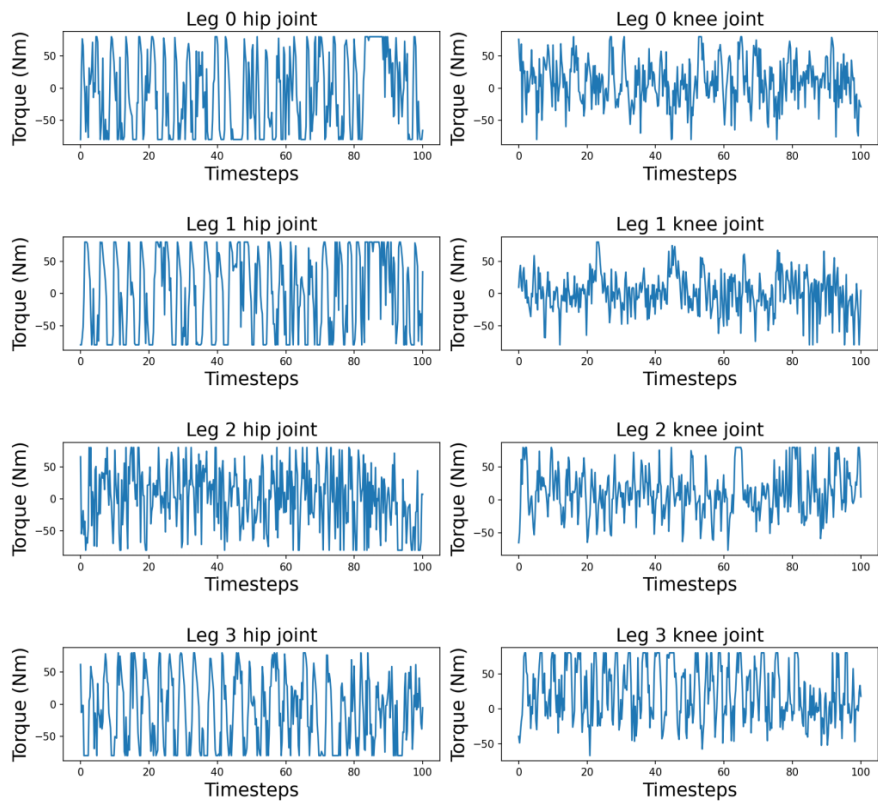 Leg 0 hip joint
Torque (Nm)
50
0
−50
0 20 40 60 80 100
Timesteps
Leg 0 knee joint
Torque (Nm)
50
0
−50
0 20 40 60 80 100
Timesteps
Leg 1 hip joint
Torque (Nm)
50
0
−50
0 20 40 60 80 100
Timesteps
Leg 1 knee joint
Torque (Nm)
50
0
−50
0 20 40 60 80 100
Timesteps
Leg 2 hip joint
Torque (Nm)
50
0
−50
0 20 40 60 80 100
Timesteps
Leg 2 knee joint
Torque (Nm)
50
0
−50
0 20 40 60 80 100
Timesteps
Leg 3 hip joint
Torque (Nm)
50
0
−50
0 20 40 60 80 100
Timesteps
Leg 3 knee joint
Torque (Nm)
50
0
−50
0 20 40 60 80 100
Timesteps